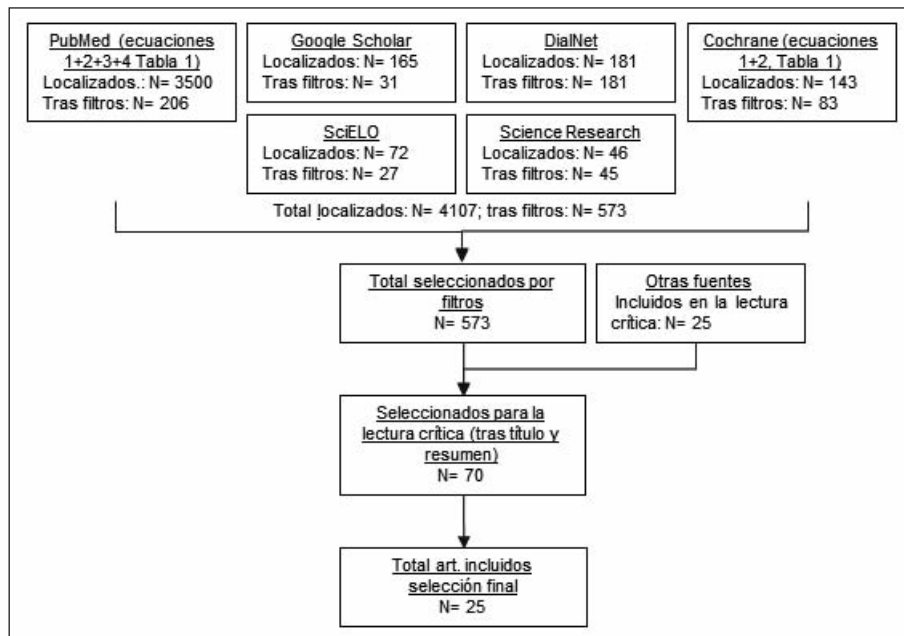 PubMed (ecuaciones
1+2+3+4 Tabla 1)
Localizados.: N= 3500
Tras filtros: N= 206
Google Scholar
Localizados: N= 165
Tras filtros: N= 31
DialNet
Localizados: N= 181
Tras filtros: N= 181
Cochrane (ecuaciones
1+2, Tabla 1)
Localizados: N= 143
Tras filtros: N= 83
SciELO
Localizados: N= 72
Tras filtros: N= 27
Science Research
Localizados: N= 46
Tras filtros: N= 45
Total localizados: N= 4107; tras filtros: N= 573
Total seleccionados por
filtros
N= 573
Otras fuentes
Incluidos en la lectura
crítica: N= 25
Seleccionados para la
lectura crítica (tras título y
resumen)
N= 70
Total art. incluidos
selección final
N= 25